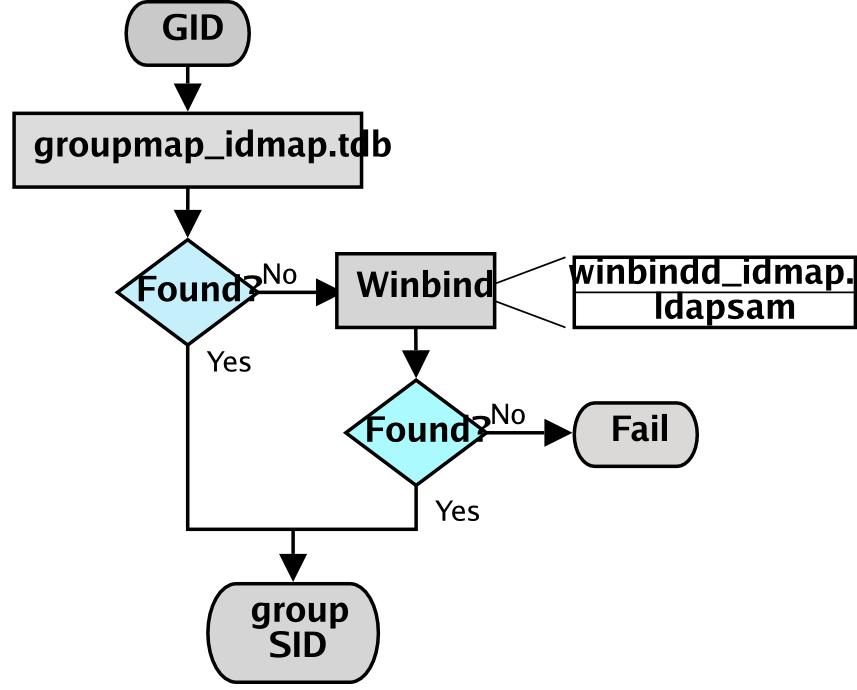 GID
groupmap_idmap.tdb
Found?
No
Winbind
winbindd_idmap.
ldapsam
Yes
Found?
No
Fail
Yes
group
SID